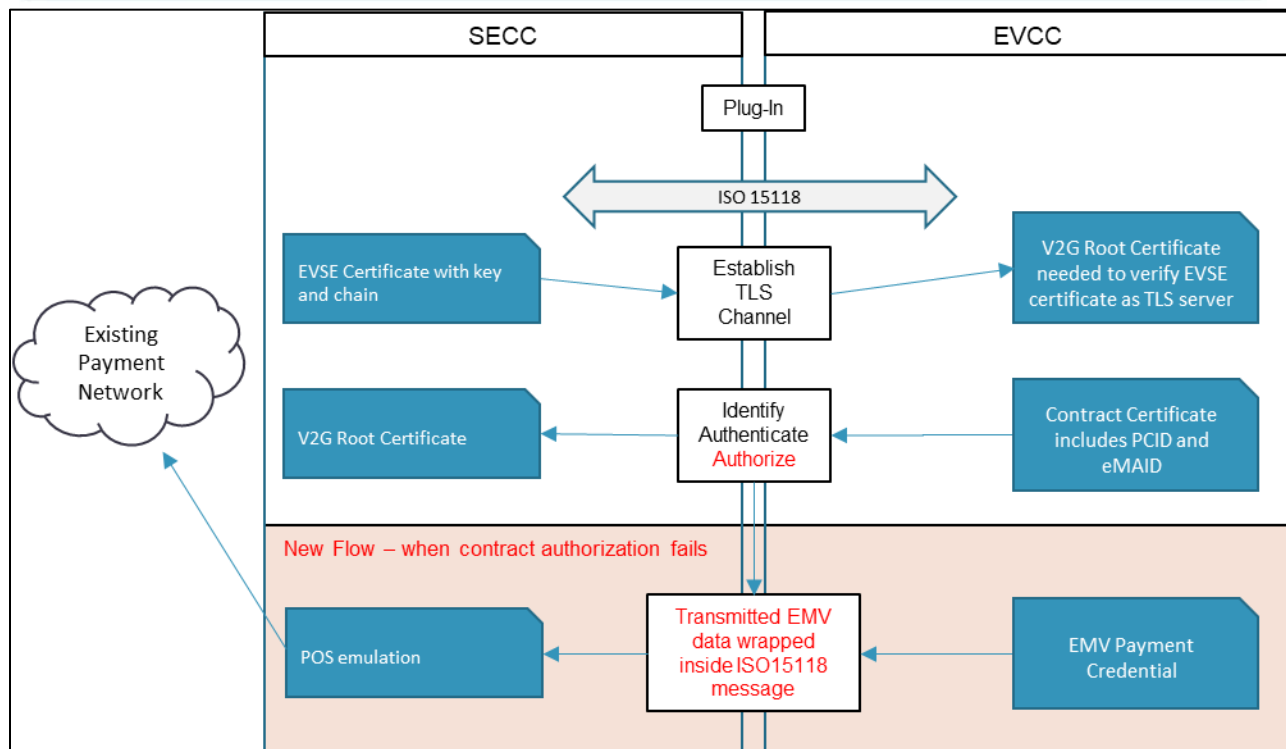 SECC
EVCC
Plug-In
ISO 15118
EVSE Certificate with key
and chain
Establish
TLS
Channel
V2G Root Certificate
needed to verify EVSE
certificate as TLS server
Existing
Payment
Network
V2G Root Certificate
Identify
Authenticate
Authorize
Contract Certificate
includes PCID and
eMAID
New Flow – when contract authorization fails
POS emulation
Transmitted EMV
data wrapped
inside ISO15118
message
EMV Payment
Credential